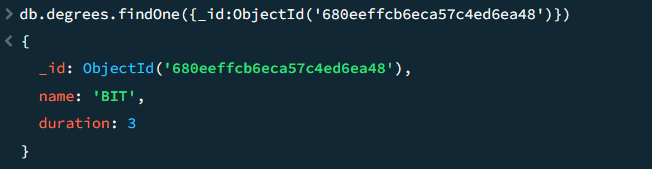 > db.degrees.findOne({_id:ObjectId('680eeffcb6eca57c4ed6ea48')})
< {
_id: ObjectId('680eeffcb6eca57c4ed6ea48'),
name: 'BIT',
duration: 3
}